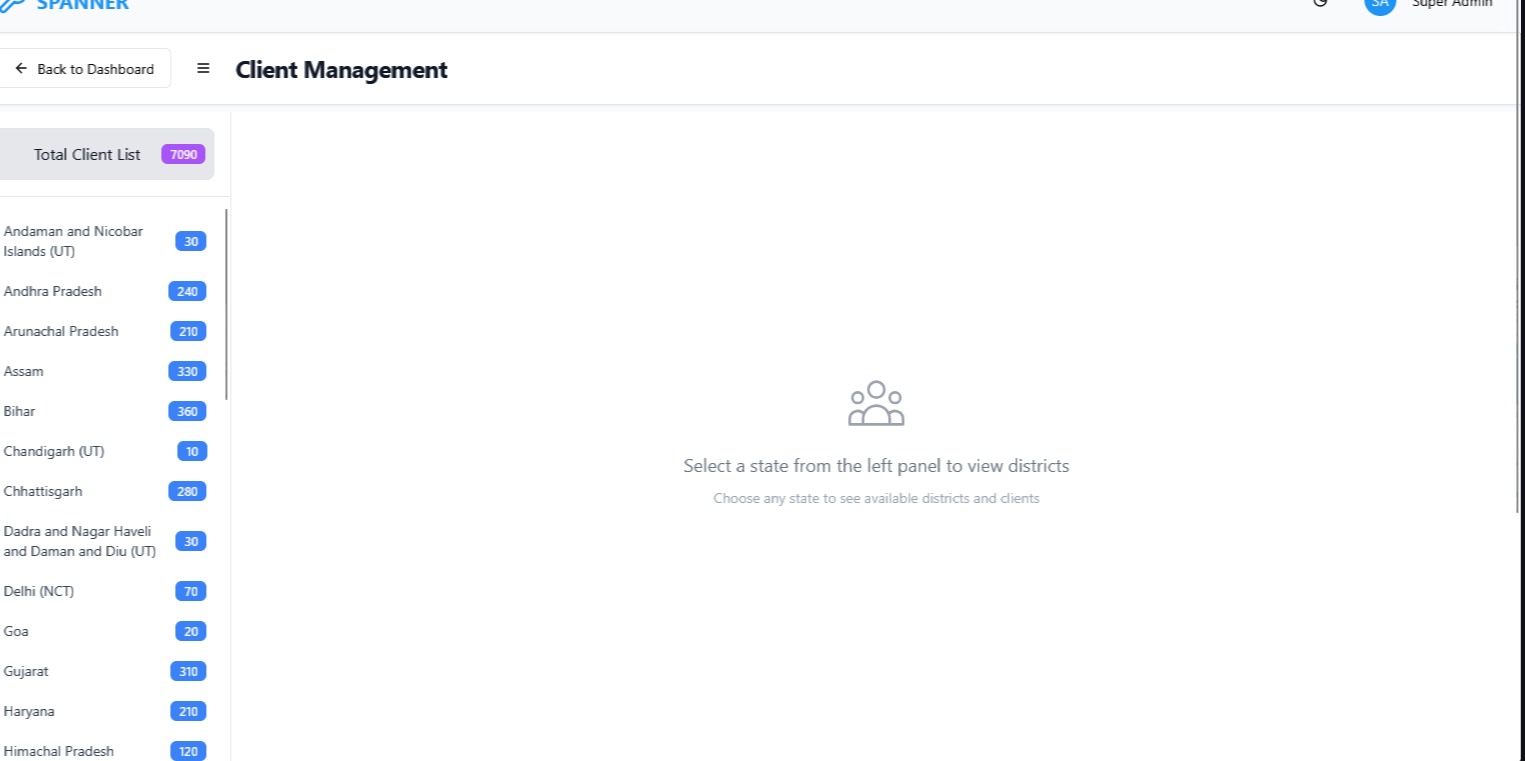 SPANNER
SA Super Admin
Back to Dashboard
Client Management
Total Client List 7090
Andaman and Nicobar
Islands (UT)
30
Andhra Pradesh 240
Arunachal Pradesh 210
Assam 330
Bihar 360
Chandigarh (UT) 10
Chhattisgarh 280
Dadra and Nagar Haveli
and Daman and Diu (UT)
30
Delhi (NCT) 70
Goa 20
Gujarat 310
Haryana 210
Himachal Pradesh 120
Select a state from the left panel to view districts
Choose any state to see available districts and clients